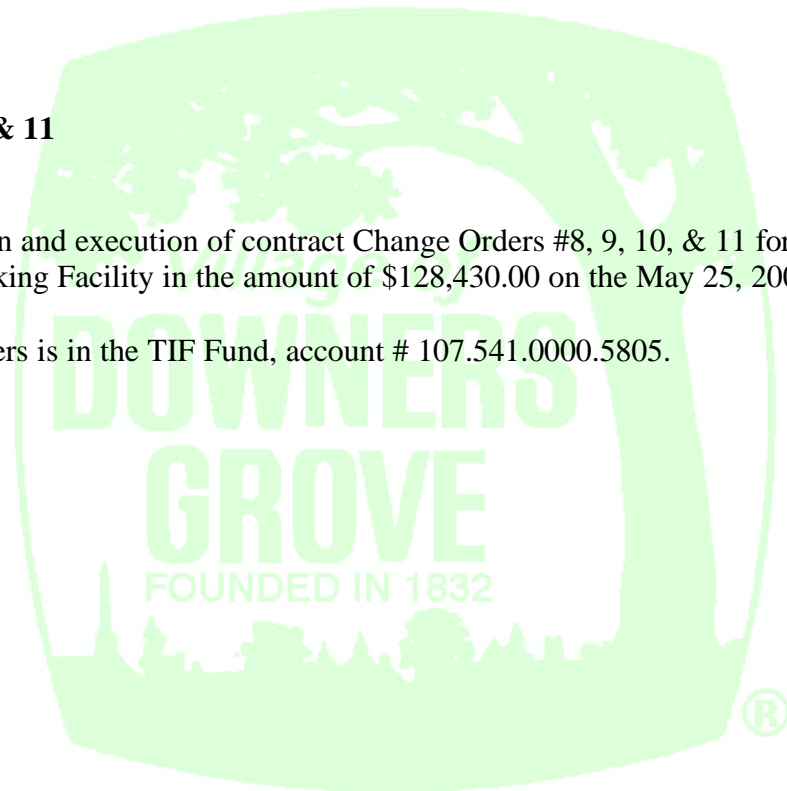 & 11
n and execution of contract Change Orders #8, 9, 10, & 11 for
king Facility in the amount of $128,430.00 on the May 25, 200
ers is in the TIF Fund, account # 107.541.0000.5805.
Village of
DOWNERS
GROVE
FOUNDED IN 1832
®